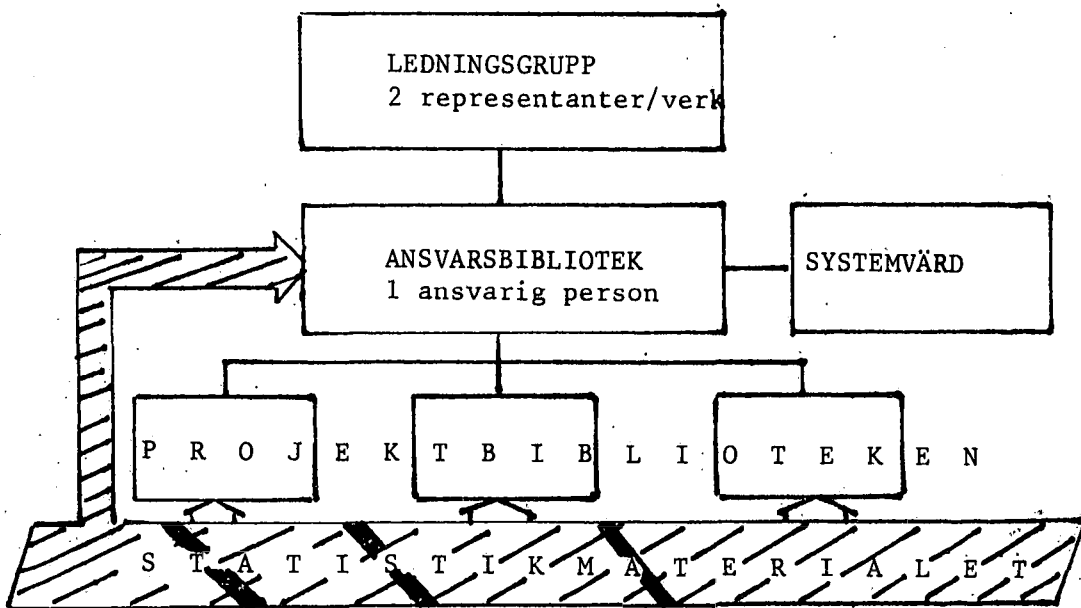 LEDNINGSGRUPP
2 representanter/verk
ANSVARSBIBLIOTEK
1 ansvarig person
SYSTEMVÄRD
PROJEKTBIBLIOTEKEN
STATISTIKMATERIALET